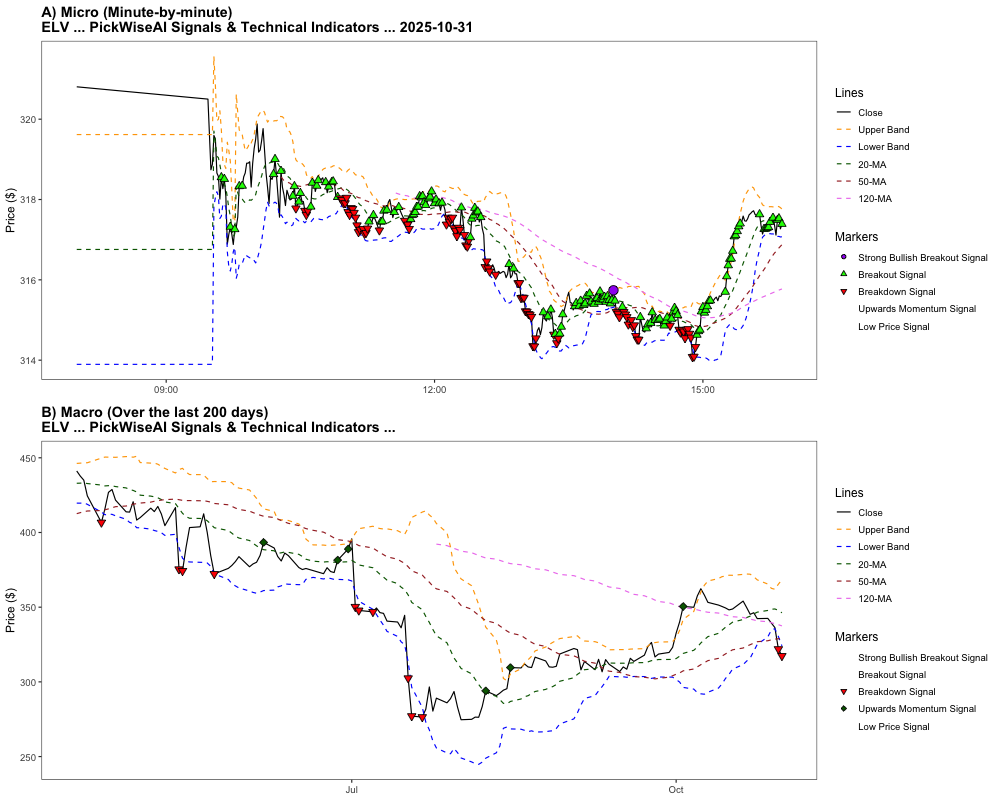 A) Micro (Minute-by-minute)
ELV ... PickWiseAI Signals & Technical Indicators ... 2025-10-31
Price ($)
320
318
316
314
09:00
12:00
15:00
Lines
Close
Upper Band
Lower Band
20-MA
50-MA
120-MA
Markers
Strong Bullish Breakout Signal
Breakout Signal
Breakdown Signal
Upwards Momentum Signal
Low Price Signal
B) Macro (Over the last 200 days)
ELV ... PickWiseAI Signals & Technical Indicators ...
Price ($)
450
400
350
300
250
Jul
Oct
Lines
Close
Upper Band
Lower Band
20-MA
50-MA
120-MA
Markers
Strong Bullish Breakout Signal
Breakout Signal
Breakdown Signal
Upwards Momentum Signal
Low Price Signal